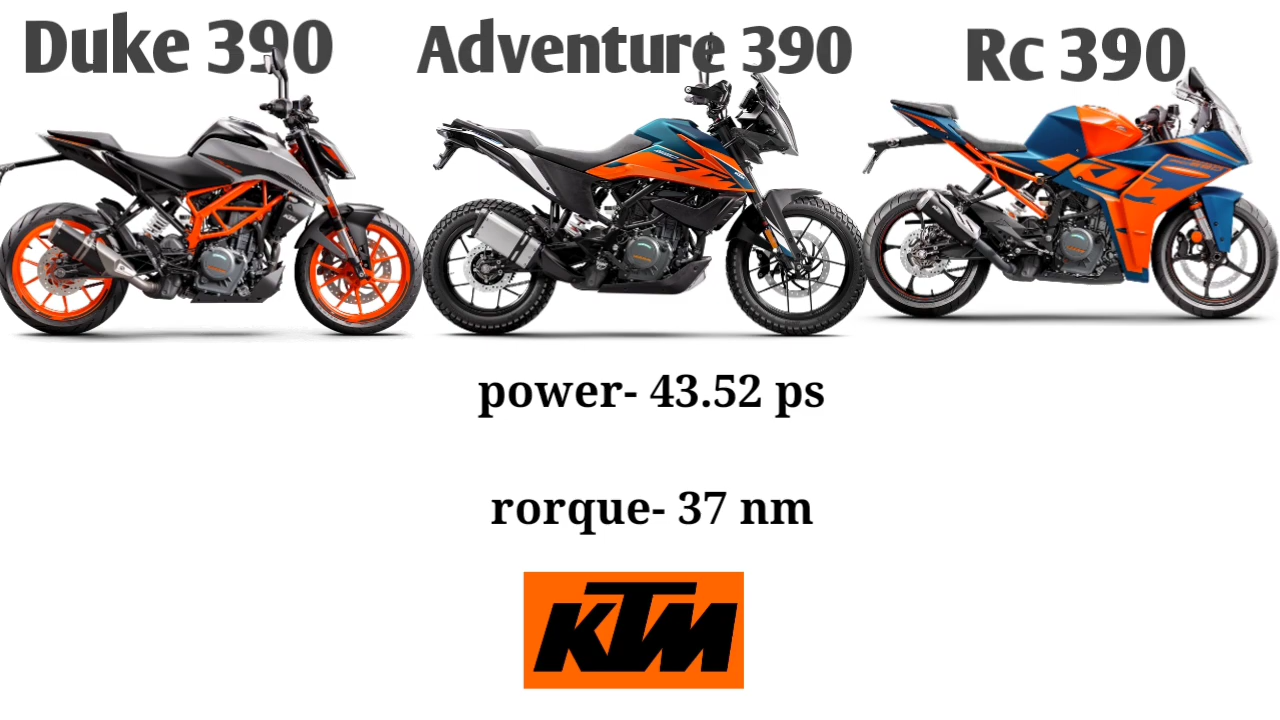 Duke 390
Adventure 390
Rc 390
power- 43.52 ps
rorque- 37 nm
KTM